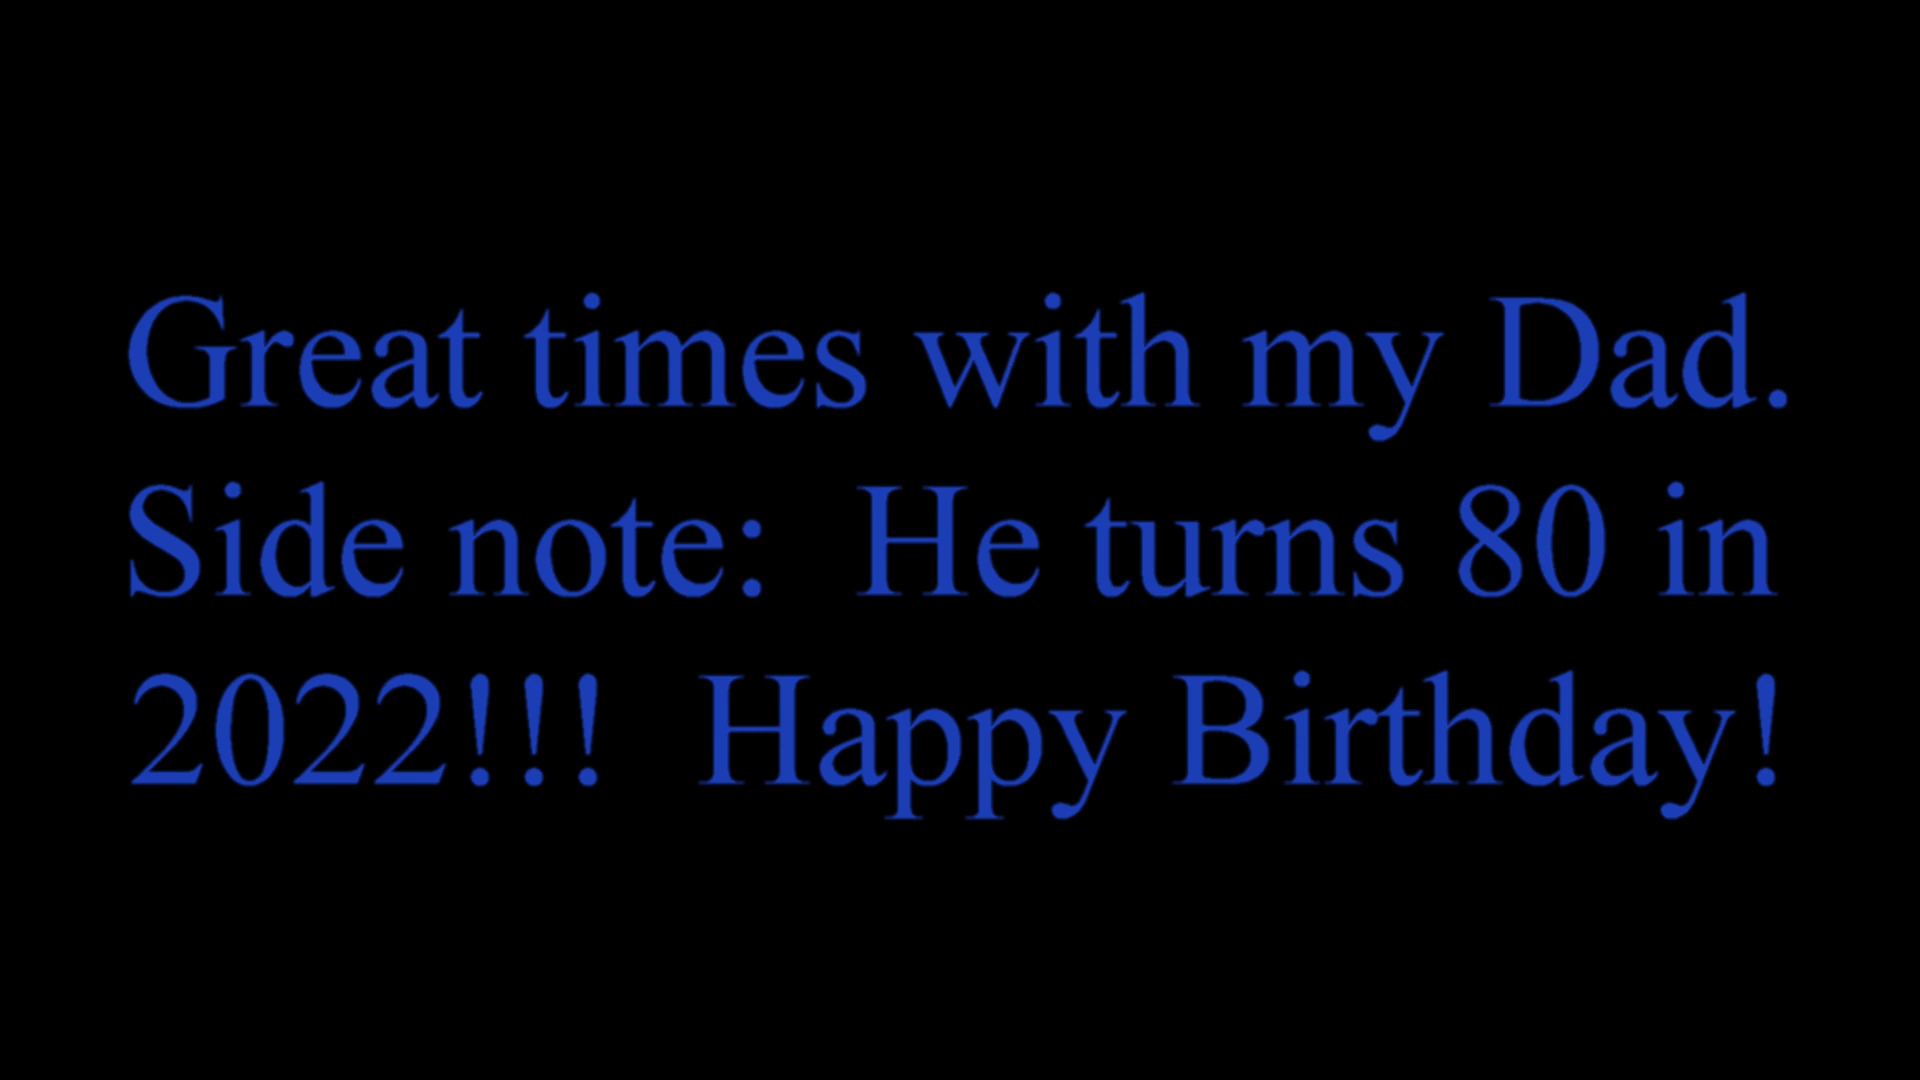 Great times with my Dad.
Side note:  He turns 80 in
2022!!!  Happy Birthday!